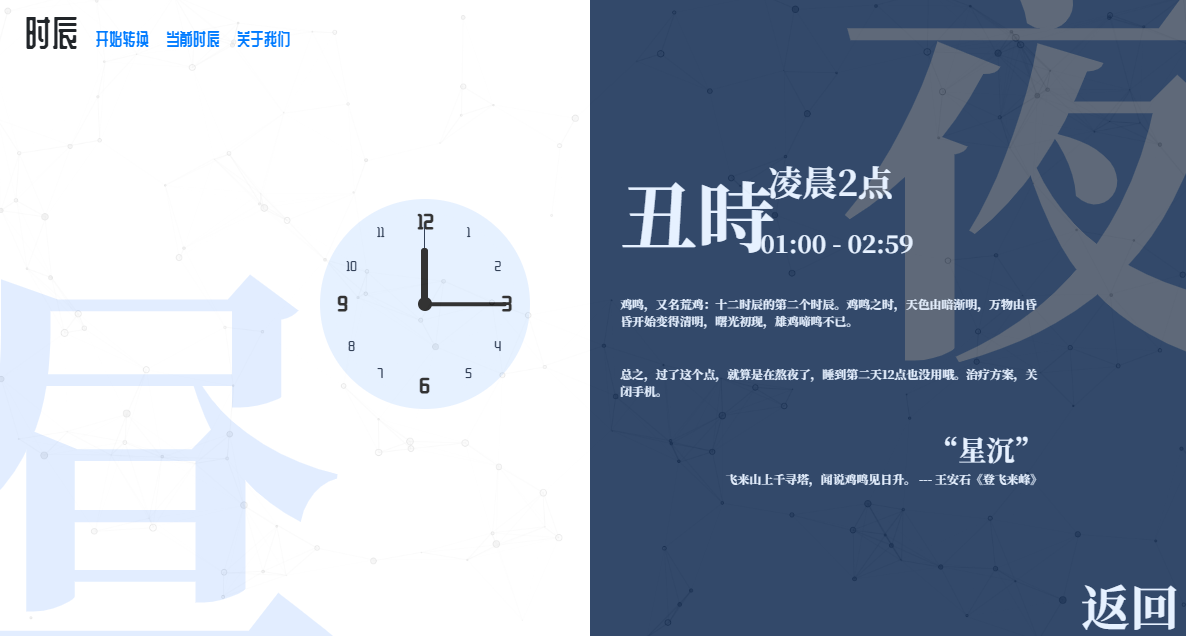 时辰 开始转换 当前时辰 关于我们
昼
12
11 1
10 2
9 3
8 4
7 5
6
夜
丑時
凌晨2点
01:00 - 02:59
鸡鸣，又名荒鸡：十二时辰的第二个时辰。鸡鸣之时，天色由暗渐明，万物由昏
昏开始变得清明，曙光初现，雄鸡啼鸣不已。
总之，过了这个点，就算是在熬夜了，睡到第二天12点也没用哦。治疗方案，关
闭手机。
“星沉”
飞来山上千寻塔，闻说鸡鸣见日升。 --- 王安石《登飞来峰》
返回